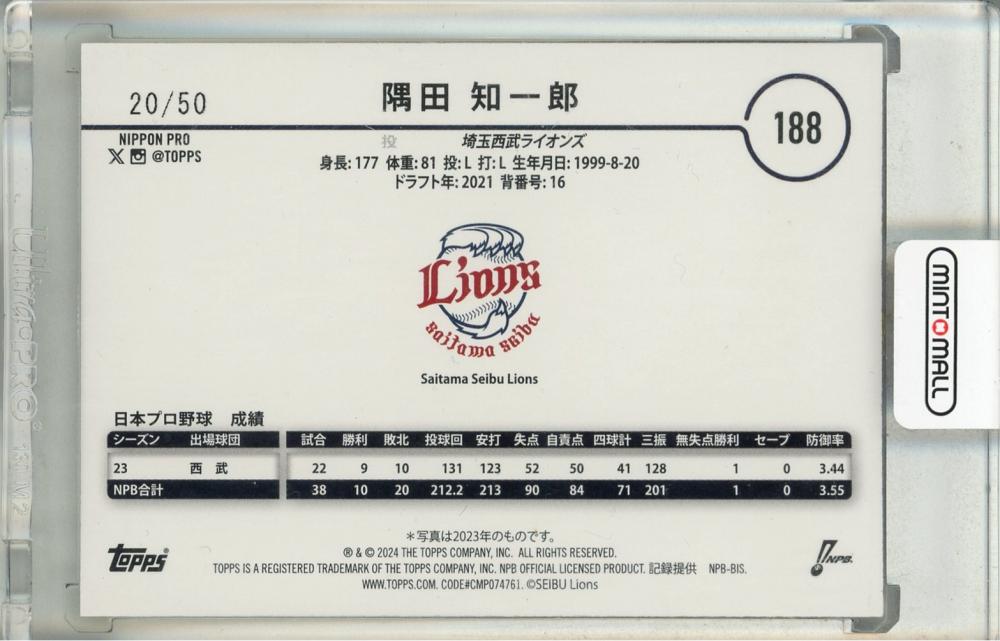 20/50
隅田 知一郎
188
NIPPON PRO
@TOPPS
投 埼玉西武ライオンズ
身長: 177 体重: 81 投: L 打: L 生年月日: 1999-8-20
ドラフト年: 2021 背番号: 16
Lions
Saitama Seibu
Saitama Seibu Lions
MINT MALL
Ultra PRO
日本プロ野球 成績
シーズン 出場球団 試合 勝利 敗北 投球回 安打 失点 自責点 四球計 三振 無失点勝利 セーブ 防御率
23 西 武 22 9 10 131 123 52 50 41 128 1 0 3.44
NPB合計 38 10 20 212.2 213 90 84 71 201 1 0 3.55
＊写真は2023年のものです。
® & © 2024 THE TOPPS COMPANY, INC. ALL RIGHTS RESERVED.
TOPPS IS A REGISTERED TRADEMARK OF THE TOPPS COMPANY, INC. NPB OFFICIAL LICENSED PRODUCT. 記録提供 NPB-BIS.
WWW.TOPPS.COM. CODE#CMP074761. ©SEIBU Lions
Topps
NPB